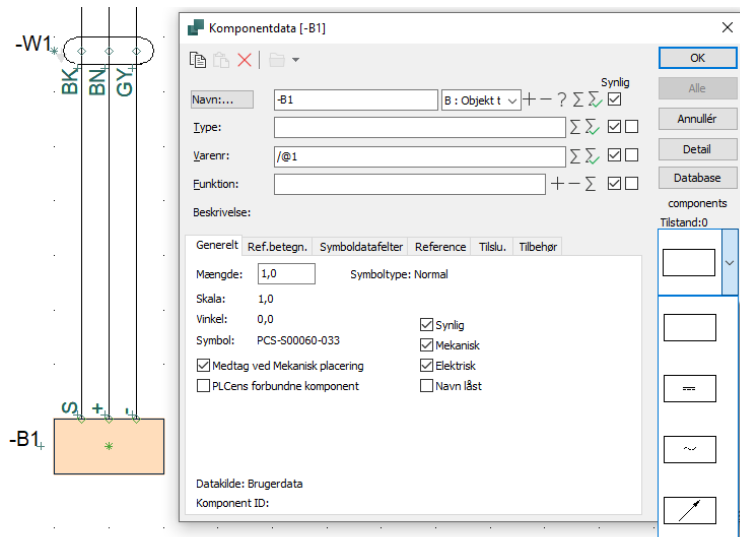 -W1
BK
BN
GY
S
+
-
-B1
Komponentdata [-B1]
Synlig
Navn:...
-B1
B : Objekt t
Type:
Varenr:
/@1
Funktion:
Beskrivelse:
Generelt
Ref.betegn.
Symboldatafelter
Reference
Tilslu.
Tilbehør
Mængde:
1,0
Symboltype: Normal
Skala:
1,0
Vinkel:
0,0
Symbol:
PCS-S00060-033
Synlig
Mekanisk
Medtag ved Mekanisk placering
Elektrisk
PLCens forbundne komponent
Navn låst
Datakilde: Brugerdata
Komponent ID:
OK
Alle
Annullér
Detail
Database
components
Tilstand:0